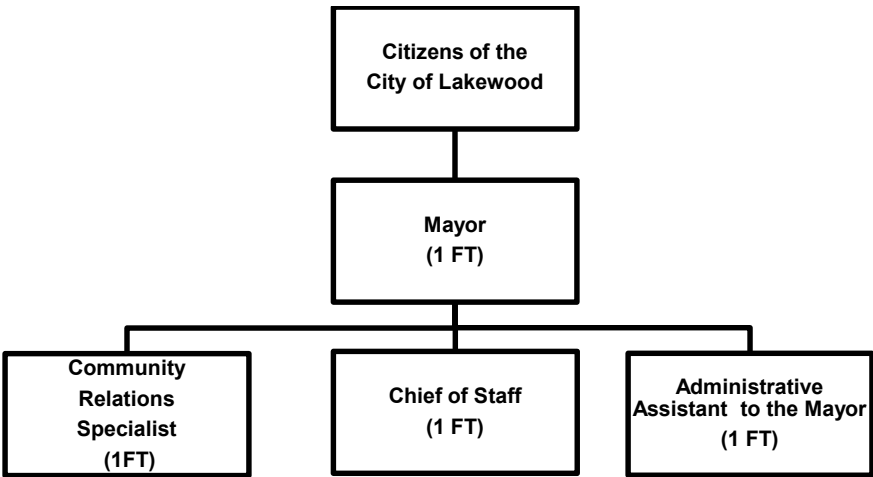 Citizens of the
City of Lakewood
Mayor
(1 FT)
Community
Relations
Specialist
(1FT)
Chief of Staff
(1 FT)
Administrative
Assistant to the Mayor
(1 FT)